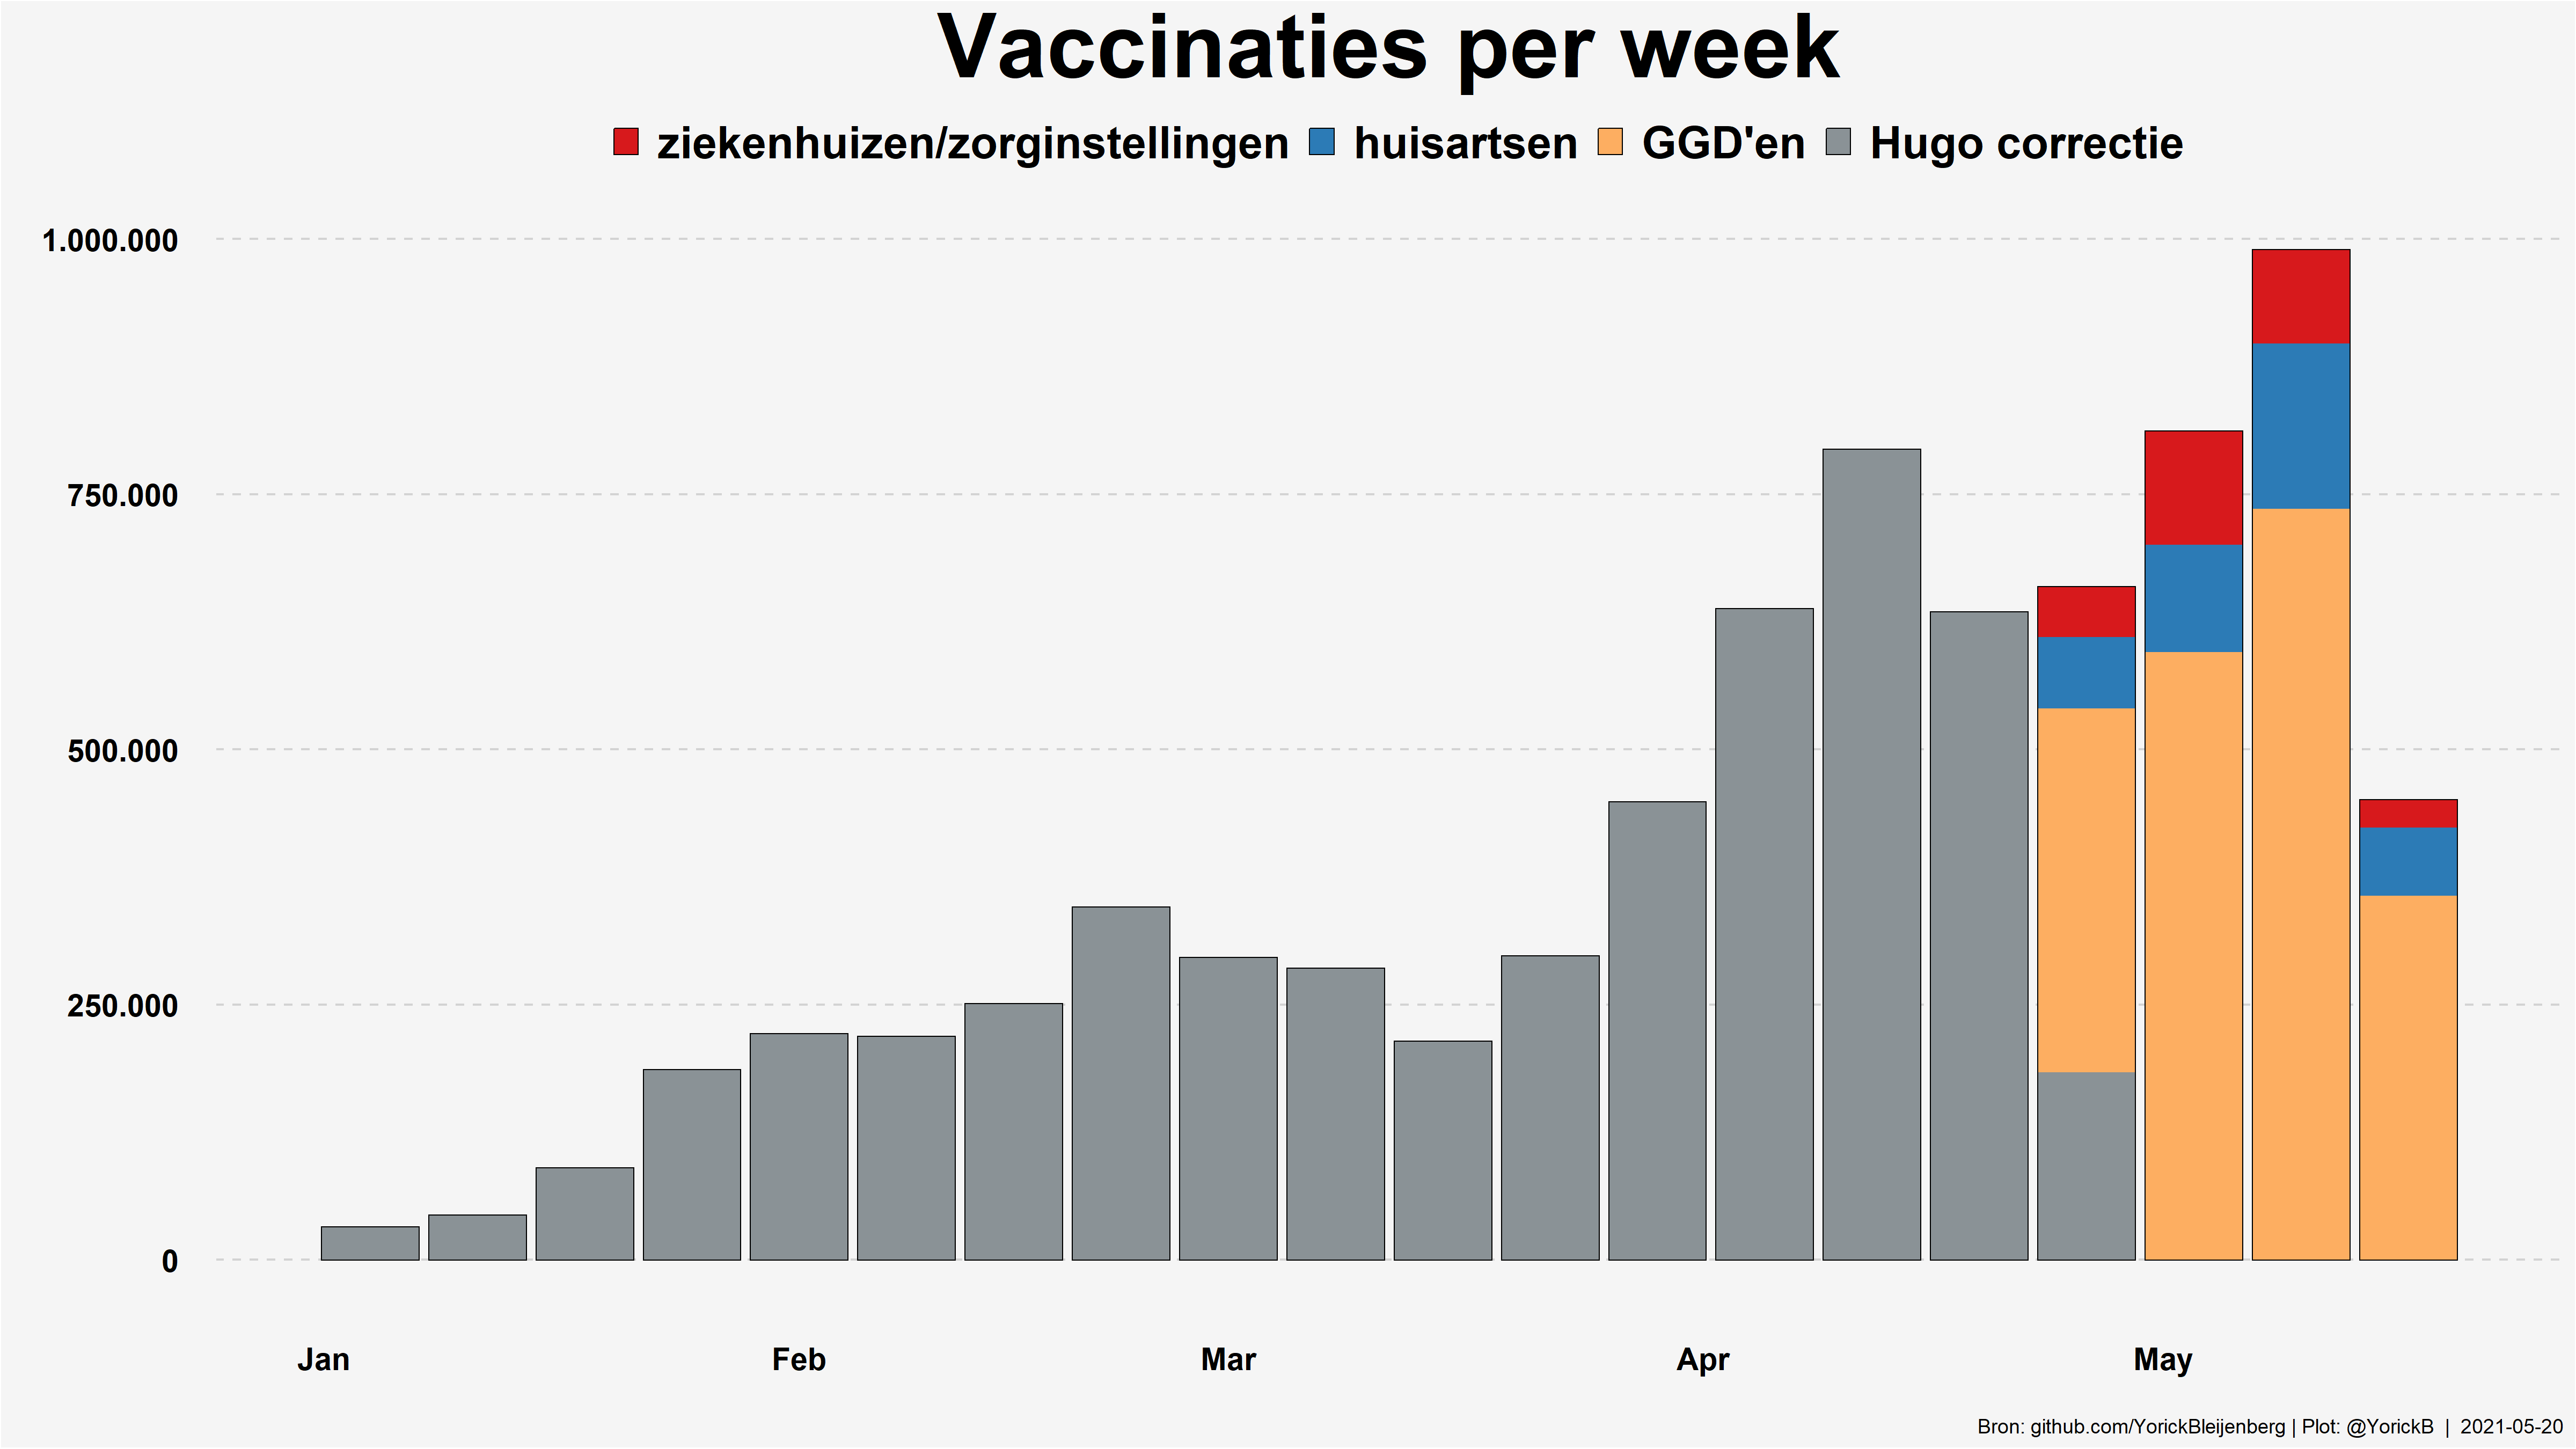 Vaccinaties per week
ziekenhuizen/zorginstellingen huisartsen GGD'en Hugo correctie
1.000.000
750.000
500.000
250.000
0
Jan Feb Mar Apr May
Bron: github.com/YorickBleijenberg | Plot: @YorickB | 2021-05-20